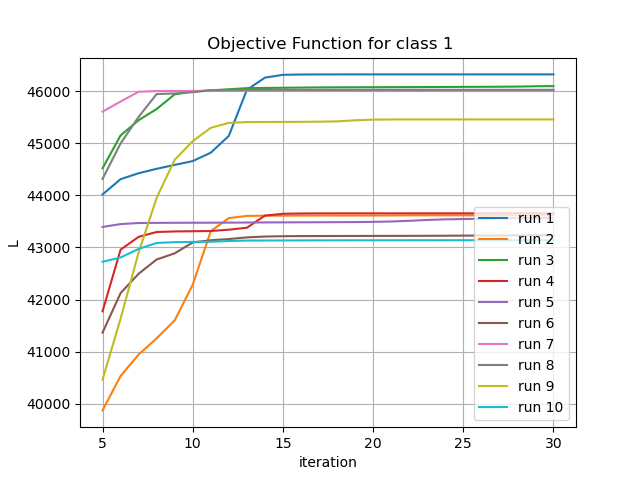 Objective Function for class 1
L
46000
45000
44000
43000
42000
41000
40000
5
10
15
20
25
30
iteration
run 1
run 2
run 3
run 4
run 5
run 6
run 7
run 8
run 9
run 10